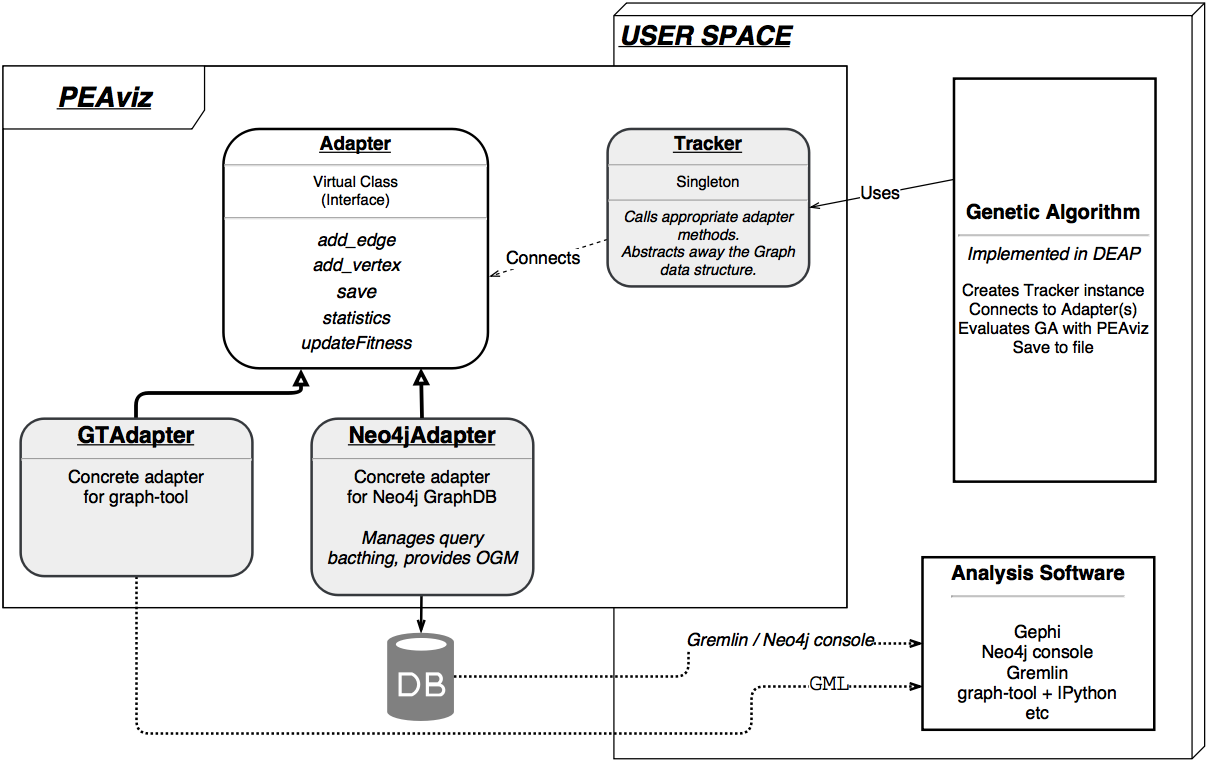 USER SPACE
PEAviz
Adapter
Virtual Class
(Interface)
add_edge
add_vertex
save
statistics
updateFitness
Connects
Tracker
Singleton
Calls appropriate adapter
methods.
Abstracts away the Graph
data structure.
Uses
Genetic Algorithm
Implemented in DEAP
Creates Tracker instance
Connects to Adapter(s)
Evaluates GA with PEAviz
Save to file
GTAdapter
Concrete adapter
for graph-tool
Neo4jAdapter
Concrete adapter
for Neo4j GraphDB
Manages query
bacthing, provides OGM
DB
Gremlin / Neo4j console
GML
Analysis Software
Gephi
Neo4j console
Gremlin
graph-tool + IPython
etc